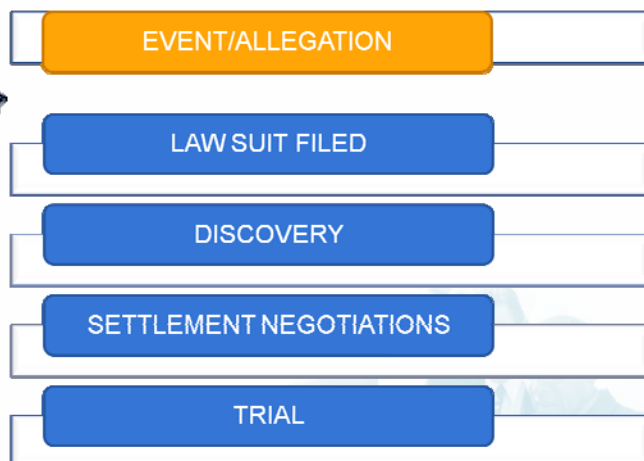 EVENT/ALLEGATION
LAW SUIT FILED
DISCOVERY
SETTLEMENT NEGOTIATIONS
TRIAL